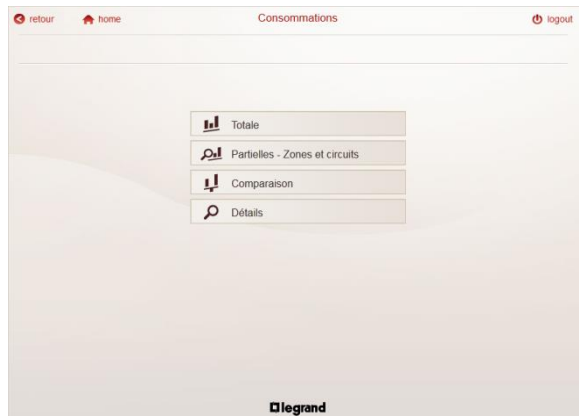 retour home Consommations logout
Totale
Partielles - Zones et circuits
Comparaison
Détails
legrand